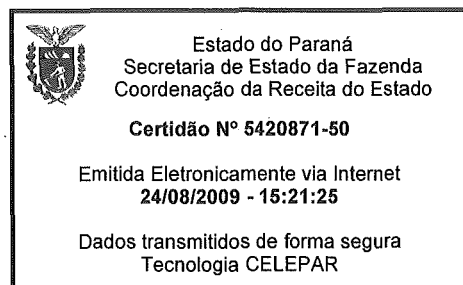 Estado do Paraná
Secretaria de Estado da Fazenda
Coordenação da Receita do Estado
Certidão Nº 5420871-50
Emitida Eletronicamente via Internet
24/08/2009 - 15:21:25
Dados transmitidos de forma segura
Tecnologia CELEPAR